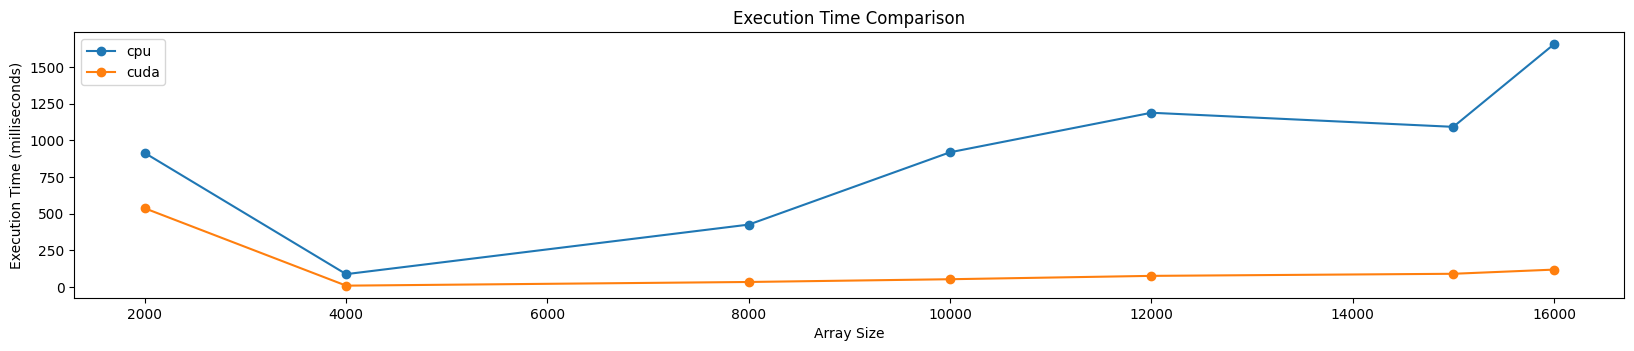 Execution Time Comparison
cpu
cuda
Execution Time (milliseconds)
1500
1250
1000
750
500
250
0
2000 4000 6000 8000 10000 12000 14000 16000
Array Size